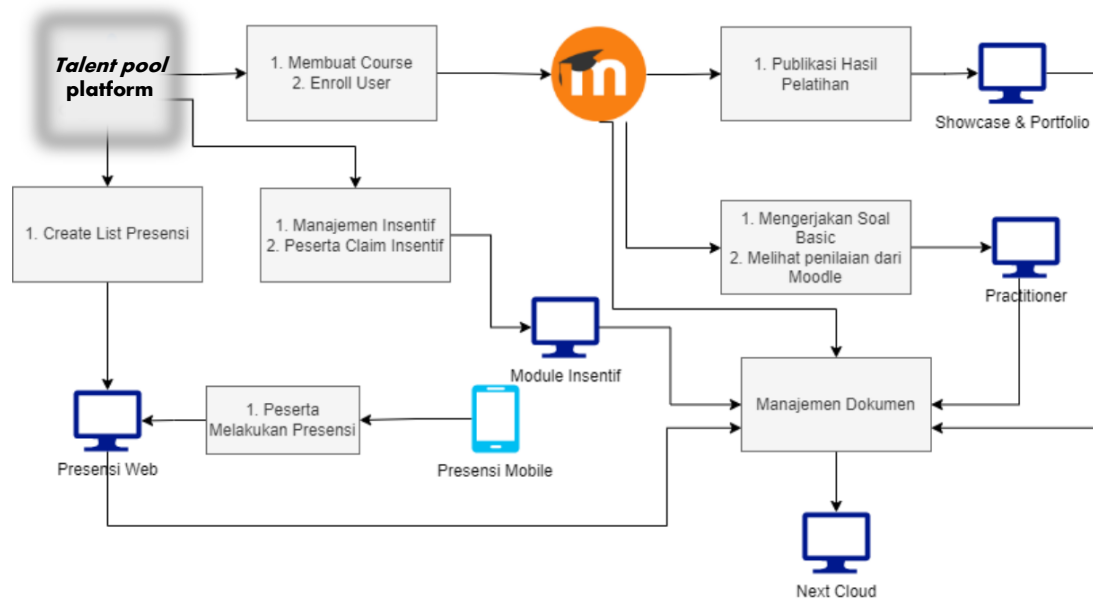 Talent pool
platform
1. Membuat Course
2. Enroll User
m
1. Publikasi Hasil
Pelatihan
Showcase & Portfolio
1. Create List Presensi
1. Manajemen Insentif
2. Peserta Claim Insentif
1. Mengerjakan Soal
Basic
2. Melihat penilaian dari
Moodle
Practitioner
Module Insentif
Manajemen Dokumen
1. Peserta
Melakukan Presensi
Presensi Web
Presensi Mobile
Next Cloud